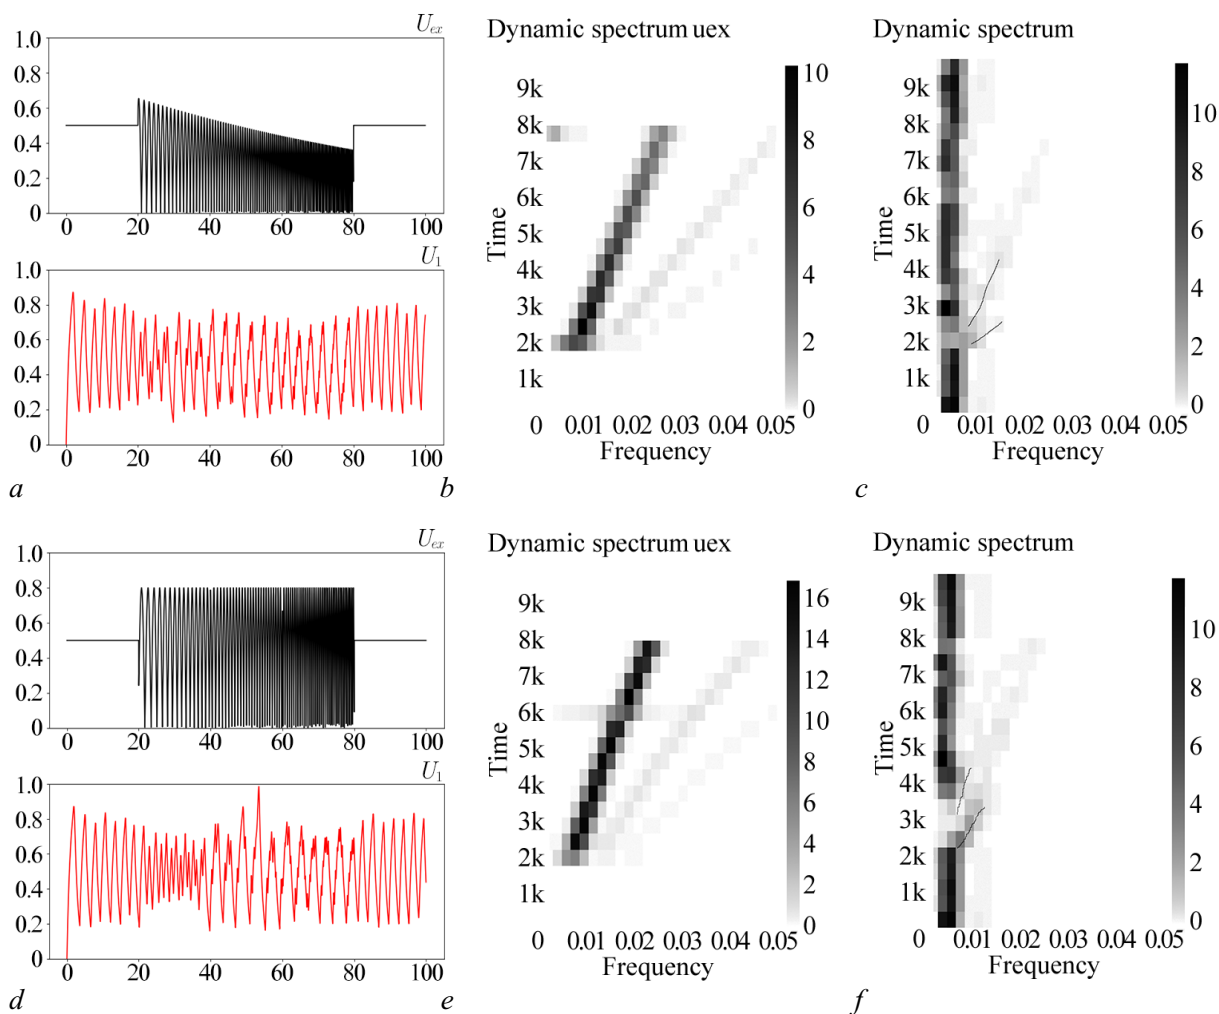 U_ex
1.0
0.8
0.6
0.4
0.2
0
0 20 40 60 80 100
U_1
1.0
0.8
0.6
0.4
0.2
0
0 20 40 60 80 100
a
Dynamic spectrum uex
Time
9k
8k
7k
6k
5k
4k
3k
2k
1k
0 0.01 0.02 0.03 0.04 0.05
Frequency
10
8
6
4
2
0
b
Dynamic spectrum
Time
9k
8k
7k
6k
5k
4k
3k
2k
1k
0 0.01 0.02 0.03 0.04 0.05
Frequency
10
8
6
4
2
0
c
U_ex
1.0
0.8
0.6
0.4
0.2
0
0 20 40 60 80 100
U_1
1.0
0.8
0.6
0.4
0.2
0
0 20 40 60 80 100
d
Dynamic spectrum uex
Time
9k
8k
7k
6k
5k
4k
3k
2k
1k
0 0.01 0.02 0.03 0.04 0.05
Frequency
16
14
12
10
8
6
4
2
0
e
Dynamic spectrum
Time
9k
8k
7k
6k
5k
4k
3k
2k
1k
0 0.01 0.02 0.03 0.04 0.05
Frequency
10
8
6
4
2
0
f